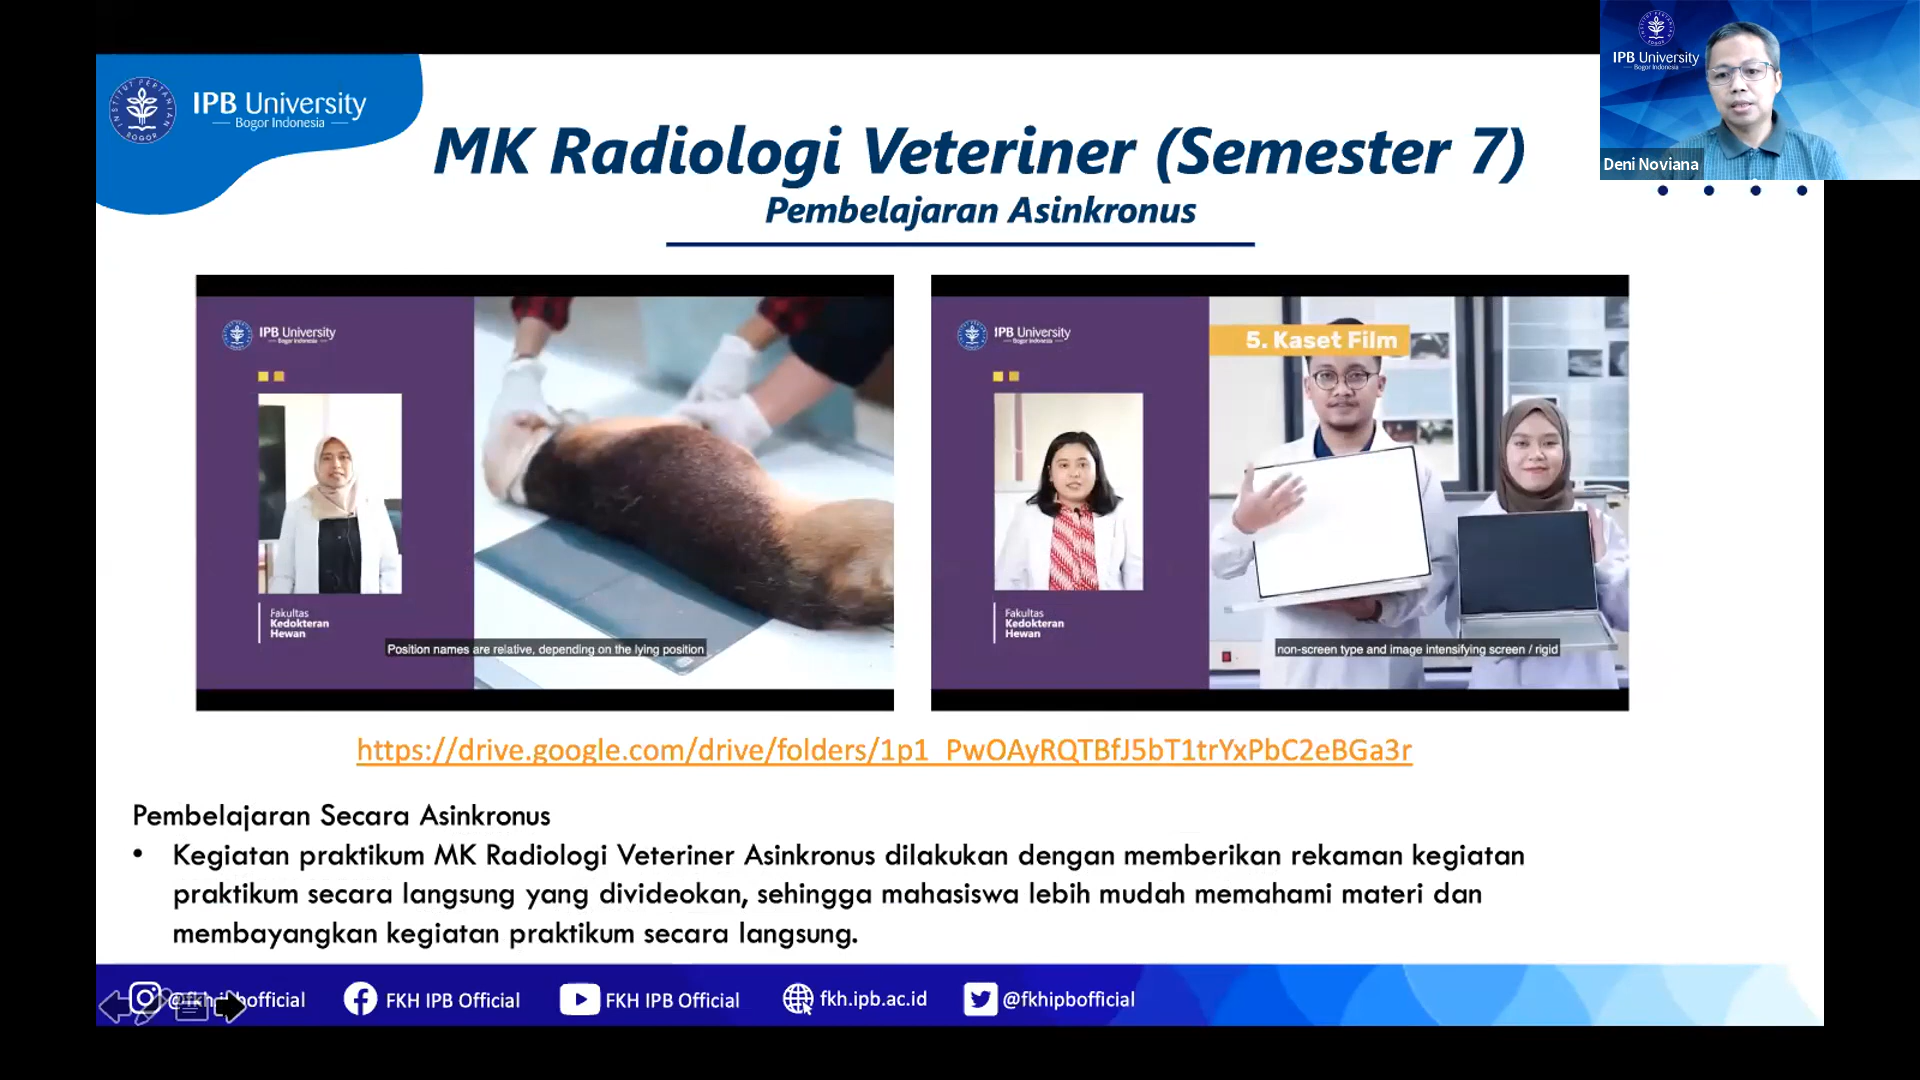 IPB University
Bogor Indonesia
MK Radiologi Veteriner (Semester 7)
Pembelajaran Asinkronus
IPB University
Bogor Indonesia
Deni Noviana
IPB University
Bogor Indonesia
Fakultas
Kedokteran
Hewan
Position names are relative, depending on the lying position
IPB University
Bogor Indonesia
5. Kaset Film
Fakultas
Kedokteran
Hewan
non-screen type and image intensifying screen / rigid
https://drive.google.com/drive/folders/1p1_PwOAyRQTBfJ5bT1trYxPbC2eBGa3r
Pembelajaran Secara Asinkronus
• Kegiatan praktikum MK Radiologi Veteriner Asinkronus dilakukan dengan memberikan rekaman kegiatan
praktikum secara langsung yang divideokan, sehingga mahasiswa lebih mudah memahami materi dan
membayangkan kegiatan praktikum secara langsung.
@fkhipbofficial
FKH IPB Official
FKH IPB Official
fkh.ipb.ac.id
@fkhipbofficial